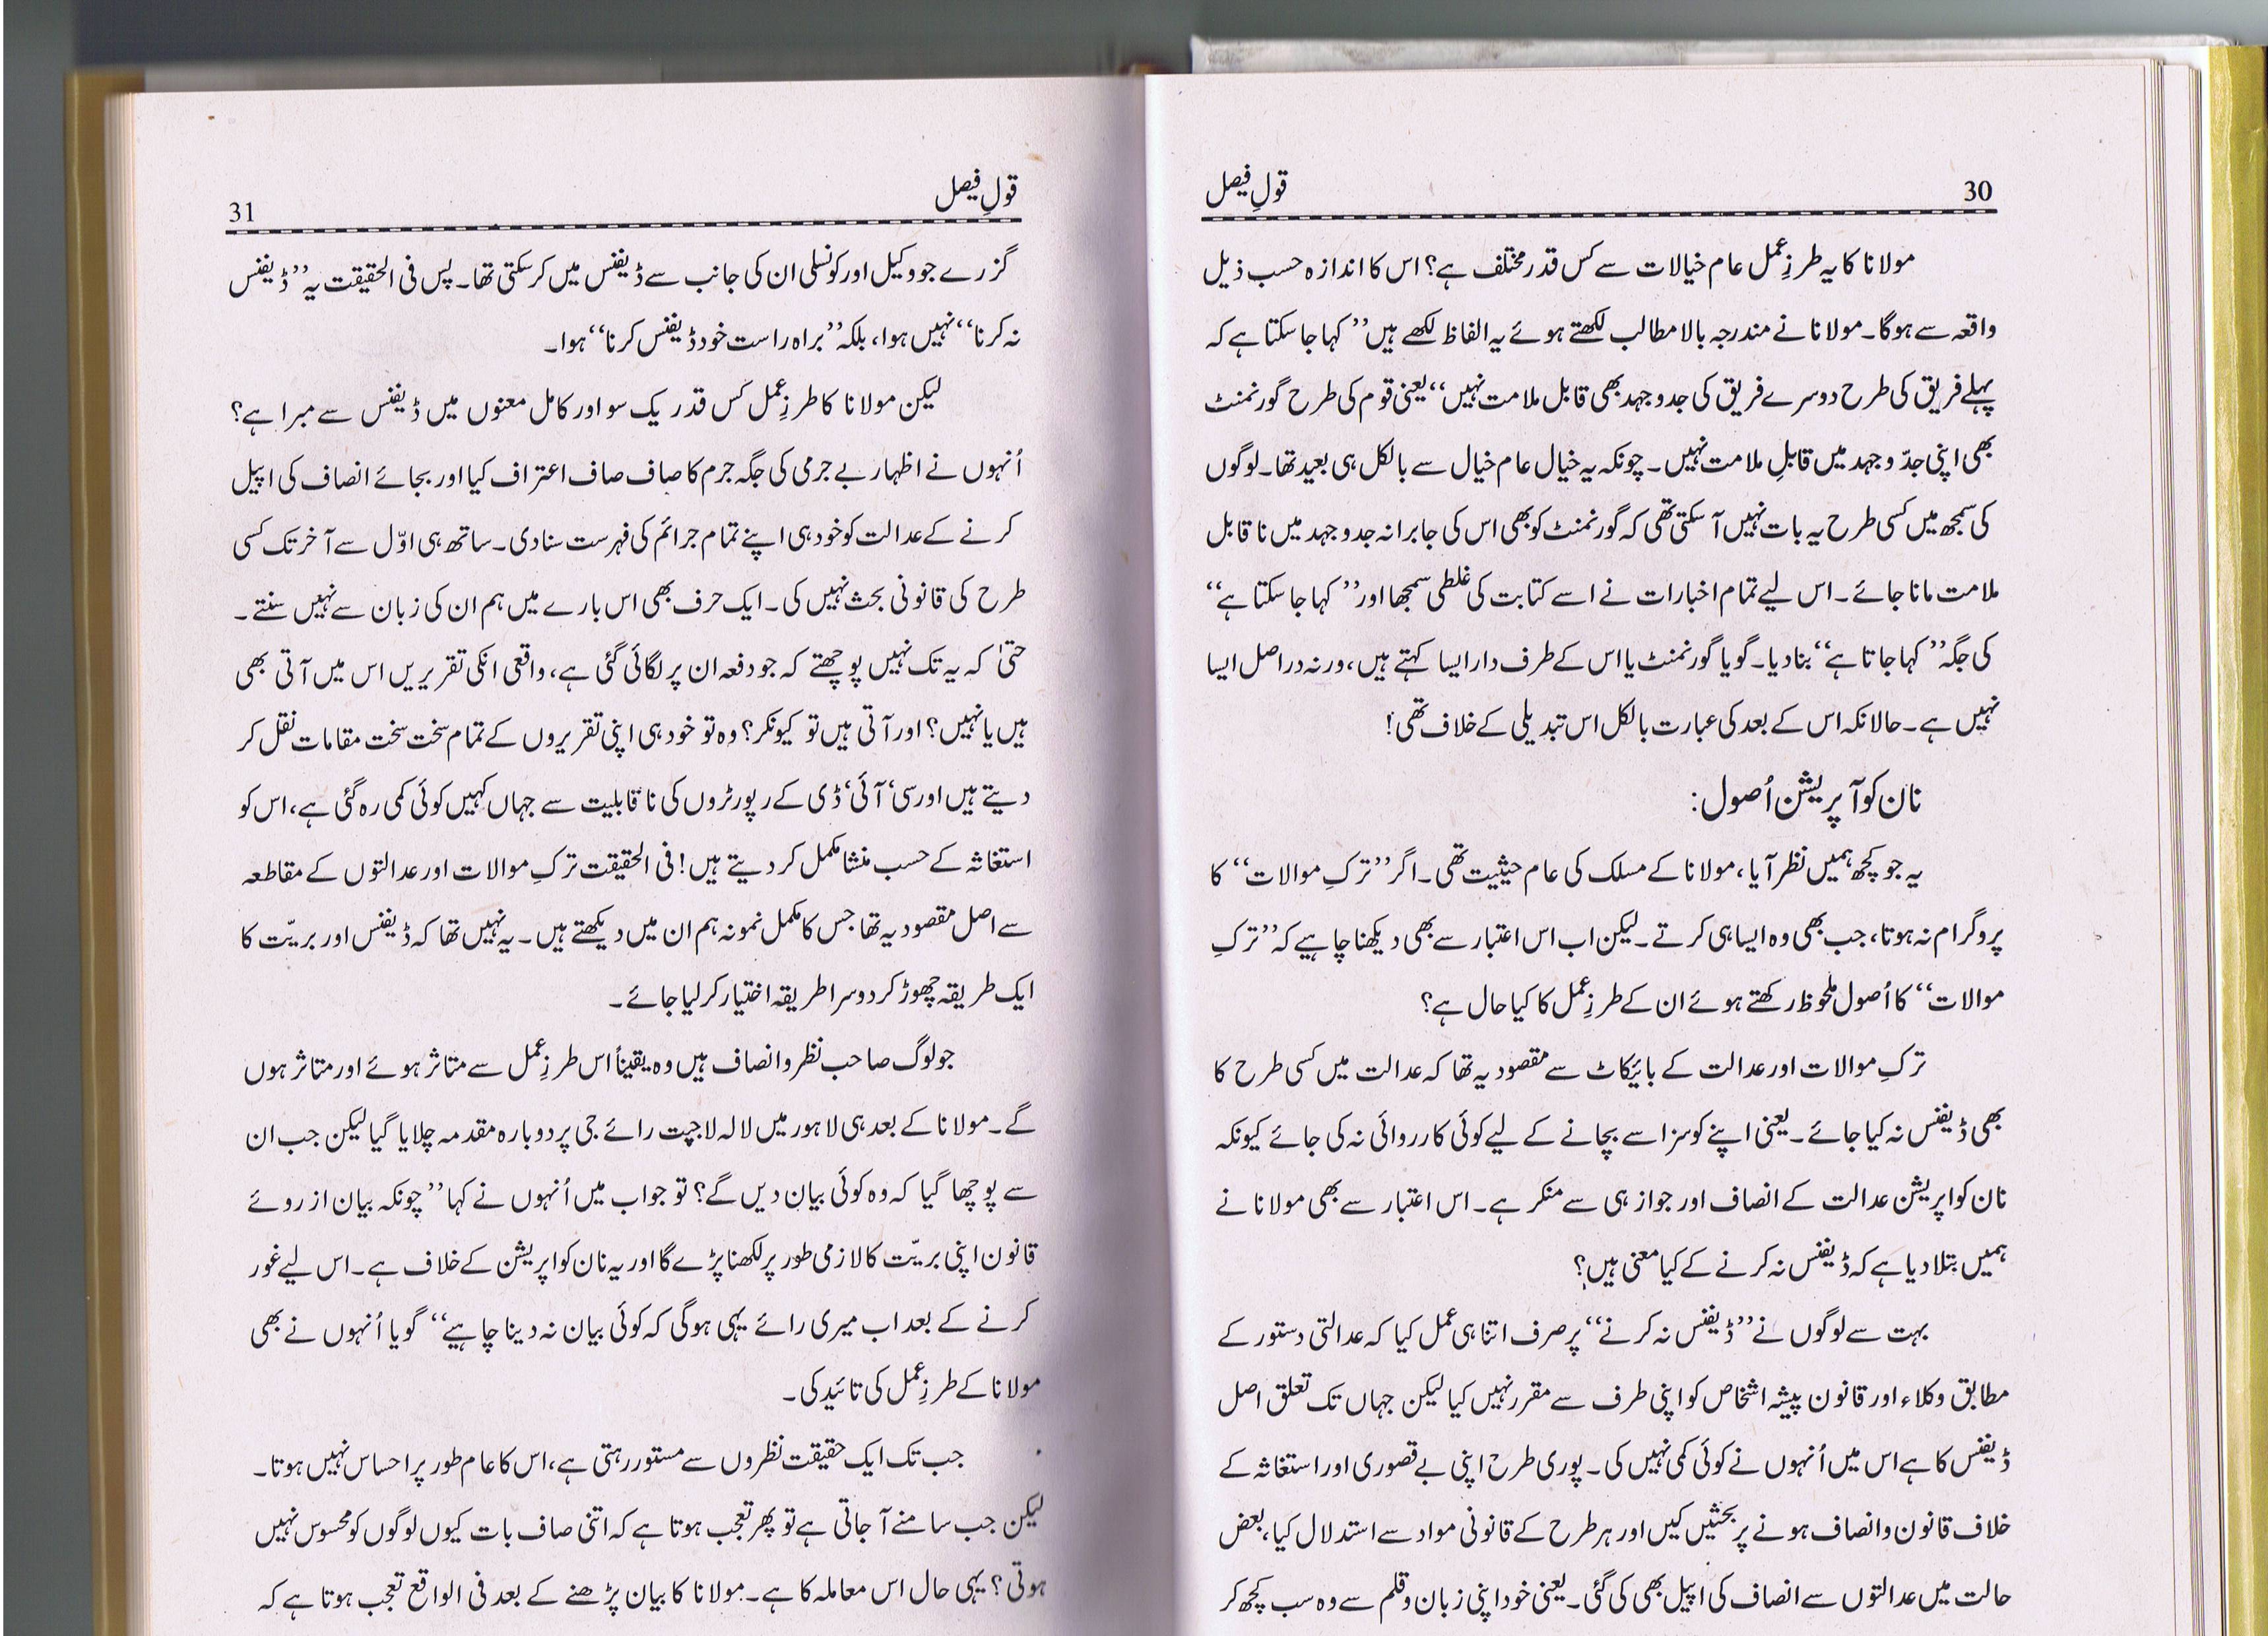 30
قولِ فیصل
مولانا کا یہ طرزِ عمل عام خیالات سے کس قدر مختلف ہے؟ اس کا اندازہ حسب ذیل
واقعہ سے ہوگا۔ مولانا نے مندرجہ بالا مطالب لکھتے ہوئے یہ الفاظ لکھے ہیں ’’کہا جا سکتا ہے کہ
پہلے فریق کی طرح دوسرے فریق کی جدوجہد بھی قابل ملامت نہیں‘‘ یعنی قوم کی طرح گورنمنٹ
بھی اپنی جدّ و جہد میں قابلِ ملامت نہیں۔ چونکہ یہ خیال عام خیال سے بالکل ہی بعید تھا۔ لوگوں
کی سمجھ میں کسی طرح یہ بات نہیں آ سکتی تھی کہ گورنمنٹ کو بھی اس کی جابرانہ جدوجہد میں ناقابل
ملامت مانا جائے۔ اس لیے تمام اخبارات نے اسے کتابت کی غلطی سمجھا اور ’’کہا جا سکتا ہے‘‘
کی جگہ ’’کہا جاتا ہے‘‘ بنا دیا۔ گویا گورنمنٹ یا اس کے طرف دار ایسا کہتے ہیں، ورنہ دراصل ایسا
نہیں ہے۔ حالانکہ اس کے بعد کی عبارت بالکل اس تبدیلی کے خلاف تھی!
نان کوآپریشن اُصول:
یہ جو کچھ ہمیں نظر آیا، مولانا کے مسلک کی عام حیثیت تھی۔ اگر ’’ترکِ موالات‘‘ کا
پروگرام نہ ہوتا، جب بھی وہ ایسا ہی کرتے۔ لیکن اب اس اعتبار سے بھی دیکھنا چاہیے کہ ’’ترکِ
موالات‘‘ کا اُصول ملحوظ رکھتے ہوئے ان کے طرزِ عمل کا کیا حال ہے؟
ترکِ موالات اور عدالت کے بائیکاٹ سے مقصود یہ تھا کہ عدالت میں کسی طرح کا
بھی ڈیفنس نہ کیا جائے۔ یعنی اپنے کو سزا سے بچانے کے لیے کوئی کارروائی نہ کی جائے کیونکہ
نان کواپریشن عدالت کے انصاف اور جواز ہی سے منکر ہے۔ اس اعتبار سے بھی مولانا نے
ہمیں بتلا دیا ہے کہ ڈیفنس نہ کرنے کے کیا معنی ہیں؟
بہت سے لوگوں نے ’’ڈیفنس نہ کرنے‘‘ پر صرف اتنا ہی عمل کیا کہ عدالتی دستور کے
مطابق وکلاء اور قانون پیشہ اشخاص کو اپنی طرف سے مقرر نہیں کیا لیکن جہاں تک تعلق اصل
ڈیفنس کا ہے اس میں اُنہوں نے کوئی کمی نہیں کی۔ پوری طرح اپنی بے قصوری اور استغاثہ کے
خلاف قانون و انصاف ہونے پر بحثیں کیں اور ہر طرح کے قانونی مواد سے استدلال کیا، بعض
حالت میں عدالتوں سے انصاف کی اپیل بھی کی گئی۔ یعنی خود اپنی زبان و قلم سے وہ سب کچھ کر
قولِ فیصل
31
گزرے جو وکیل اور کونسلی ان کی جانب سے ڈیفنس میں کر سکتی تھا۔ پس فی الحقیقت یہ ’’ڈیفنس
نہ کرنا‘‘ نہیں ہوا، بلکہ ’’براہ راست خود ڈیفنس کرنا‘‘ ہوا۔
لیکن مولانا کا طرزِ عمل کس قدر یک سو اور کامل معنوں میں ڈیفنس سے مبرا ہے؟
اُنہوں نے اظہار بے جرمی کی جگہ جرم کا صاف صاف اعتراف کیا اور بجائے انصاف کی اپیل
کرنے کے عدالت کو خود ہی اپنے تمام جرائم کی فہرست سنا دی۔ ساتھ ہی اوّل سے آخر تک کسی
طرح کی قانونی بحث نہیں کی۔ ایک حرف بھی اس بارے میں ہم ان کی زبان سے نہیں سنتے۔
حتیٰ کہ یہ تک نہیں پوچھتے کہ جو دفعہ ان پر لگائی گئی ہے، واقعی انکی تقریریں اس میں آتی بھی
ہیں یا نہیں؟ اور آتی ہیں تو کیونکر؟ وہ تو خود ہی اپنی تقریروں کے تمام سخت سخت مقامات نقل کر
دیتے ہیں اور سی‘ آئی‘ ڈی کے رپورٹروں کی نا قابلیت سے جہاں کہیں کوئی کمی رہ گئی ہے، اس کو
استغاثہ کے حسب منشا مکمل کر دیتے ہیں! فی الحقیقت ترکِ موالات اور عدالتوں کے مقاطعہ
سے اصل مقصود یہ تھا جس کا مکمل نمونہ ہم ان میں دیکھتے ہیں۔ یہ نہیں تھا کہ ڈیفنس اور بریّت کا
ایک طریقہ چھوڑ کر دوسرا طریقہ اختیار کر لیا جائے۔
جو لوگ صاحب نظر و انصاف ہیں وہ یقیناً اس طرزِ عمل سے متاثر ہوئے اور متاثر ہوں
گے۔ مولانا کے بعد ہی لاہور میں لالہ لاجپت رائے جی پر دوبارہ مقدمہ چلایا گیا لیکن جب ان
سے پوچھا گیا کہ وہ کوئی بیان دیں گے؟ تو جواب میں اُنہوں نے کہا ’’چونکہ بیان از روئے
قانون اپنی بریّت کا لازمی طور پر لکھنا پڑے گا اور یہ نان کواپریشن کے خلاف ہے۔ اس لیے غور
کرنے کے بعد اب میری رائے یہی ہوگی کہ کوئی بیان نہ دینا چاہیے‘‘ گویا اُنہوں نے بھی
مولانا کے طرزِ عمل کی تائید کی۔
جب تک ایک حقیقت نظروں سے مستور رہتی ہے، اس کا عام طور پر احساس نہیں ہوتا۔
لیکن جب سامنے آ جاتی ہے تو پھر تعجب ہوتا ہے کہ اتنی صاف بات کیوں لوگوں کو محسوس نہیں
ہوتی؟ یہی حال اس معاملہ کا ہے۔ مولانا کا بیان پڑھنے کے بعد فی الواقع تعجب ہوتا ہے کہ